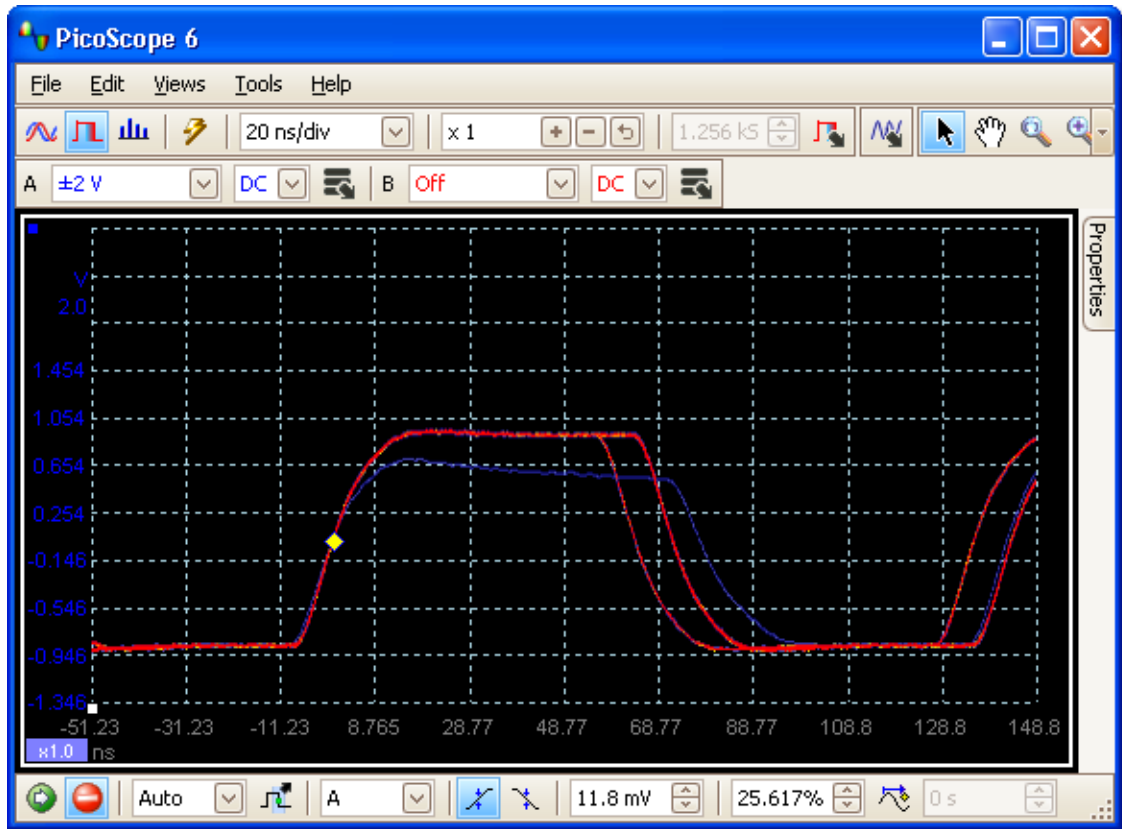 PicoScope 6
File Edit Views Tools Help
20 ns/div x 1 1.256 kS
A ±2 V DC B Off DC
Properties
V
2.0
1.454
1.054
0.654
0.254
-0.146
-0.546
-0.946
-1.346
-51.23 -31.23 -11.23 8.765 28.77 48.77 68.77 88.77 108.8 128.8 148.8
x1.0 ns
Auto A 11.8 mV 25.617% 0 s